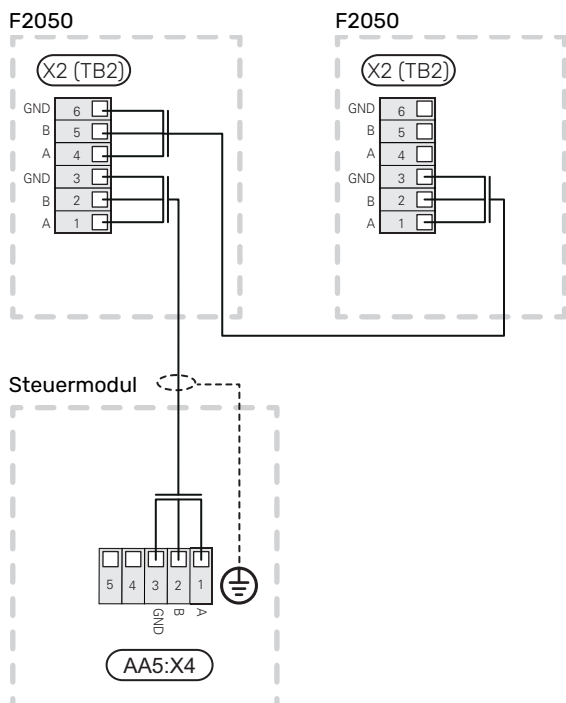 F2050
X2 (TB2)
GND 6
B 5
A 4
GND 3
B 2
A 1
F2050
X2 (TB2)
GND 6
B 5
A 4
GND 3
B 2
A 1
Steuermodul
5 4 3 2 1
GND B A
AA5:X4